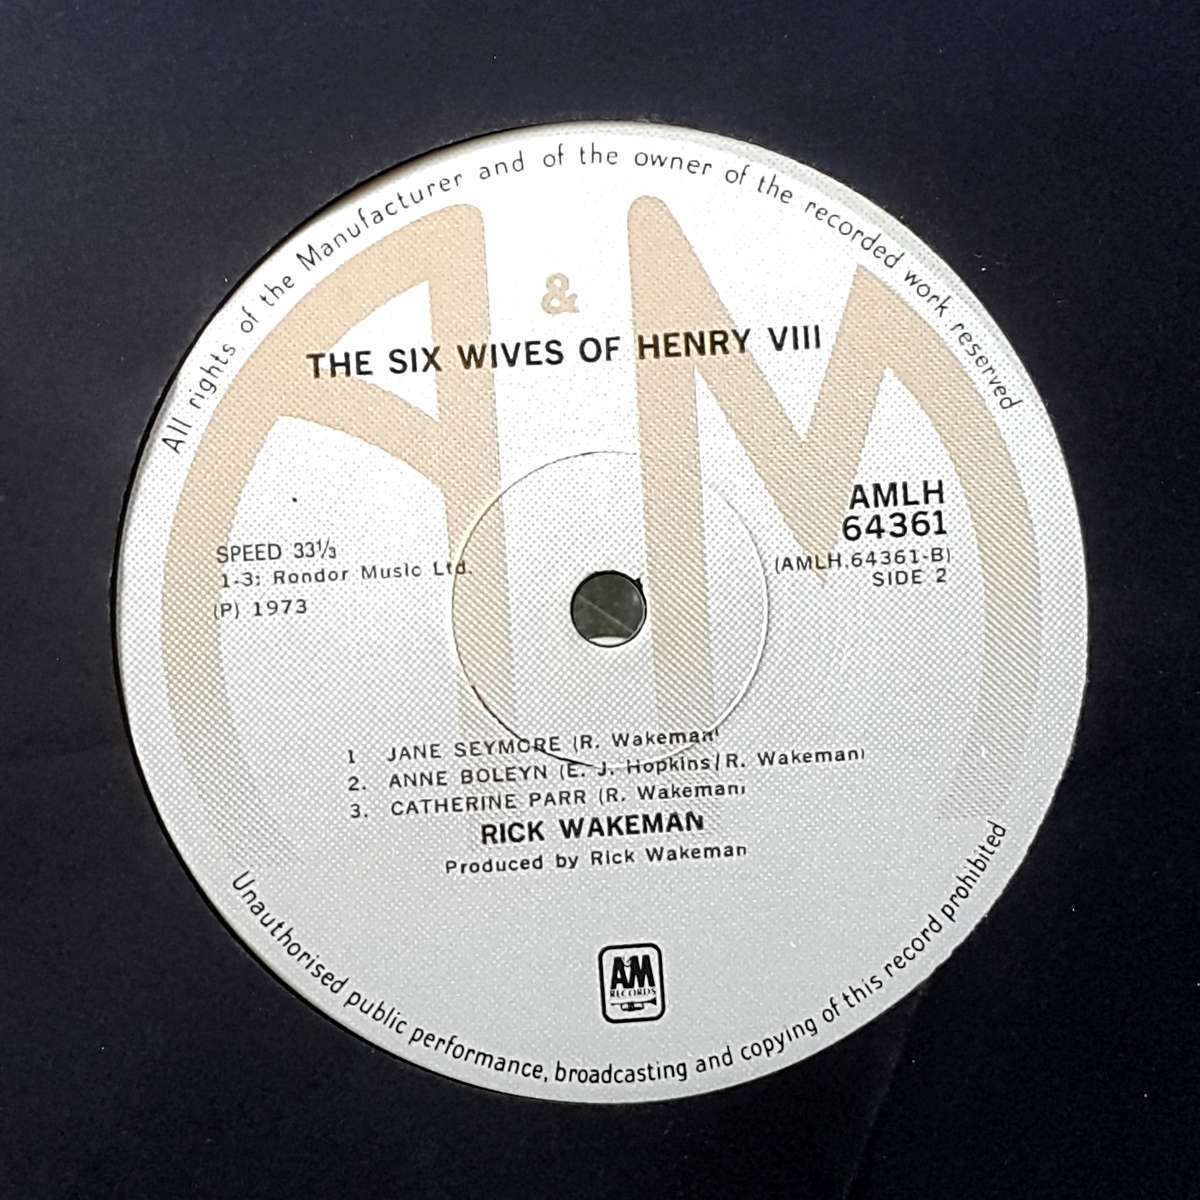 All rights of the Manufacturer and of the owner of the recorded work reserved
A & M
THE SIX WIVES OF HENRY VIII
AMLH
64361
(AMLH.64361-B)
SIDE 2
SPEED 33⅓
1-3: Rondor Music Ltd.
(P) 1973
1 JANE SEYMORE (R. Wakeman)
2. ANNE BOLEYN (E. J. Hopkins/R. Wakeman)
3. CATHERINE PARR (R. Wakeman)
RICK WAKEMAN
Produced by Rick Wakeman
A&M
RECORDS
Unauthorised public performance, broadcasting and copying of this record prohibited